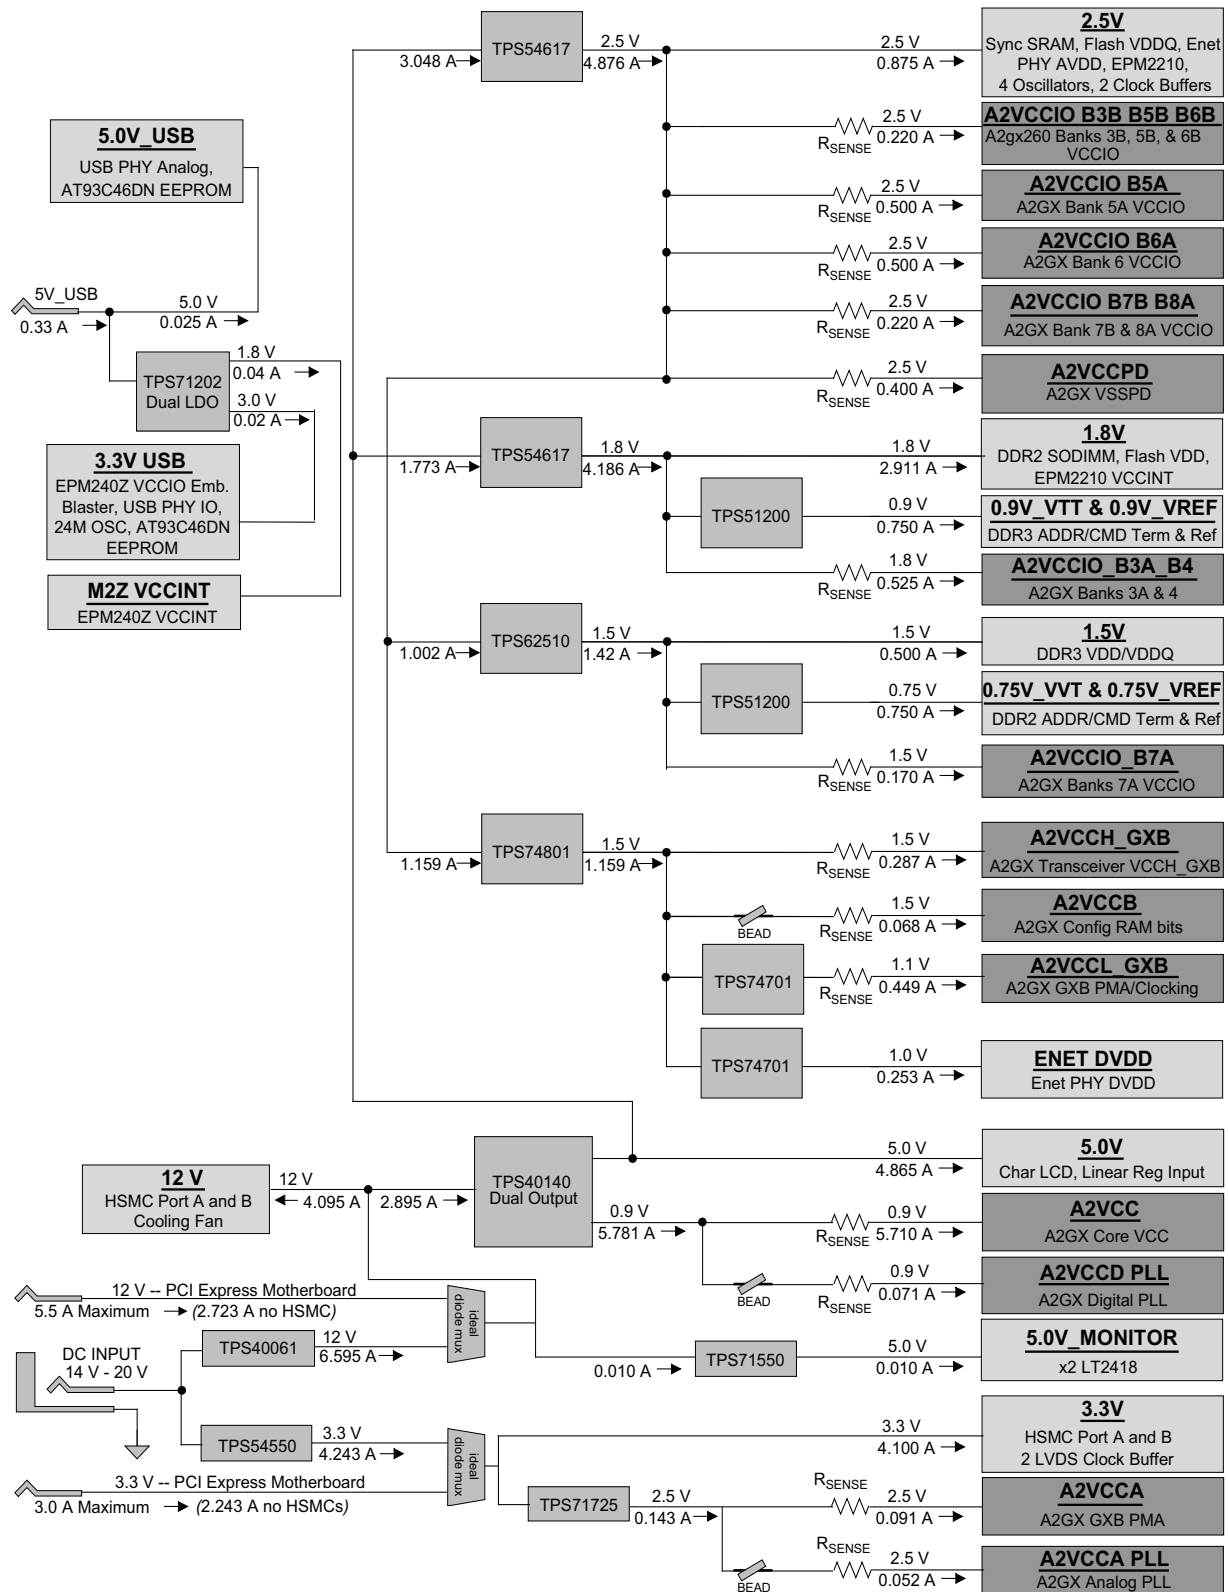 TPS54617
3.048 A
2.5 V
4.876 A
2.5 V
0.875 A
2.5V
Sync SRAM, Flash VDDQ, Enet
PHY AVDD, EPM2210,
4 Oscillators, 2 Clock Buffers
RSENSE
2.5 V
0.220 A
A2VCCIO B3B B5B B6B
A2gx260 Banks 3B, 5B, & 6B
VCCIO
RSENSE
2.5 V
0.500 A
A2VCCIO B5A
A2GX Bank 5A VCCIO
RSENSE
2.5 V
0.500 A
A2VCCIO B6A
A2GX Bank 6 VCCIO
RSENSE
2.5 V
0.220 A
A2VCCIO B7B B8A
A2GX Bank 7B & 8A VCCIO
RSENSE
2.5 V
0.400 A
A2VCCPD
A2GX VSSPD
5.0V_USB
USB PHY Analog,
AT93C46DN EEPROM
5V_USB
0.33 A
5.0 V
0.025 A
TPS71202
Dual LDO
1.8 V
0.04 A
3.0 V
0.02 A
3.3V USB
EPM240Z VCCIO Emb.
Blaster, USB PHY IO,
24M OSC, AT93C46DN
EEPROM
M2Z VCCINT
EPM240Z VCCINT
1.773 A
TPS54617
1.8 V
4.186 A
1.8 V
2.911 A
1.8V
DDR2 SODIMM, Flash VDD,
EPM2210 VCCINT
TPS51200
0.9 V
0.750 A
0.9V_VTT & 0.9V_VREF
DDR3 ADDR/CMD Term & Ref
RSENSE
1.8 V
0.525 A
A2VCCIO_B3A_B4
A2GX Banks 3A & 4
1.002 A
TPS62510
1.5 V
1.42 A
1.5 V
0.500 A
1.5V
DDR3 VDD/VDDQ
TPS51200
0.75 V
0.750 A
0.75V_VVT & 0.75V_VREF
DDR2 ADDR/CMD Term & Ref
RSENSE
1.5 V
0.170 A
A2VCCIO_B7A
A2GX Banks 7A VCCIO
1.159 A
TPS74801
1.5 V
1.159 A
RSENSE
1.5 V
0.287 A
A2VCCH_GXB
A2GX Transceiver VCCH_GXB
BEAD
RSENSE
1.5 V
0.068 A
A2VCCB
A2GX Config RAM bits
TPS74701
RSENSE
1.1 V
0.449 A
A2VCCL_GXB
A2GX GXB PMA/Clocking
TPS74701
1.0 V
0.253 A
ENET DVDD
Enet PHY DVDD
12 V
HSMC Port A and B
Cooling Fan
12 V
4.095 A
2.895 A
TPS40140
Dual Output
5.0 V
4.865 A
5.0V
Char LCD, Linear Reg Input
0.9 V
5.781 A
RSENSE
0.9 V
5.710 A
A2VCC
A2GX Core VCC
BEAD
RSENSE
0.9 V
0.071 A
A2VCCD PLL
A2GX Digital PLL
12 V -- PCI Express Motherboard
5.5 A Maximum
(2.723 A no HSMC)
ideal
diode mux
DC INPUT
14 V - 20 V
TPS40061
12 V
6.595 A
0.010 A
TPS71550
5.0 V
0.010 A
5.0V_MONITOR
x2 LT2418
TPS54550
3.3 V
4.243 A
ideal
diode mux
3.3 V -- PCI Express Motherboard
3.0 A Maximum
(2.243 A no HSMCs)
3.3 V
4.100 A
3.3V
HSMC Port A and B
2 LVDS Clock Buffer
TPS71725
2.5 V
0.143 A
RSENSE
2.5 V
0.091 A
A2VCCA
A2GX GXB PMA
BEAD
RSENSE
2.5 V
0.052 A
A2VCCA PLL
A2GX Analog PLL